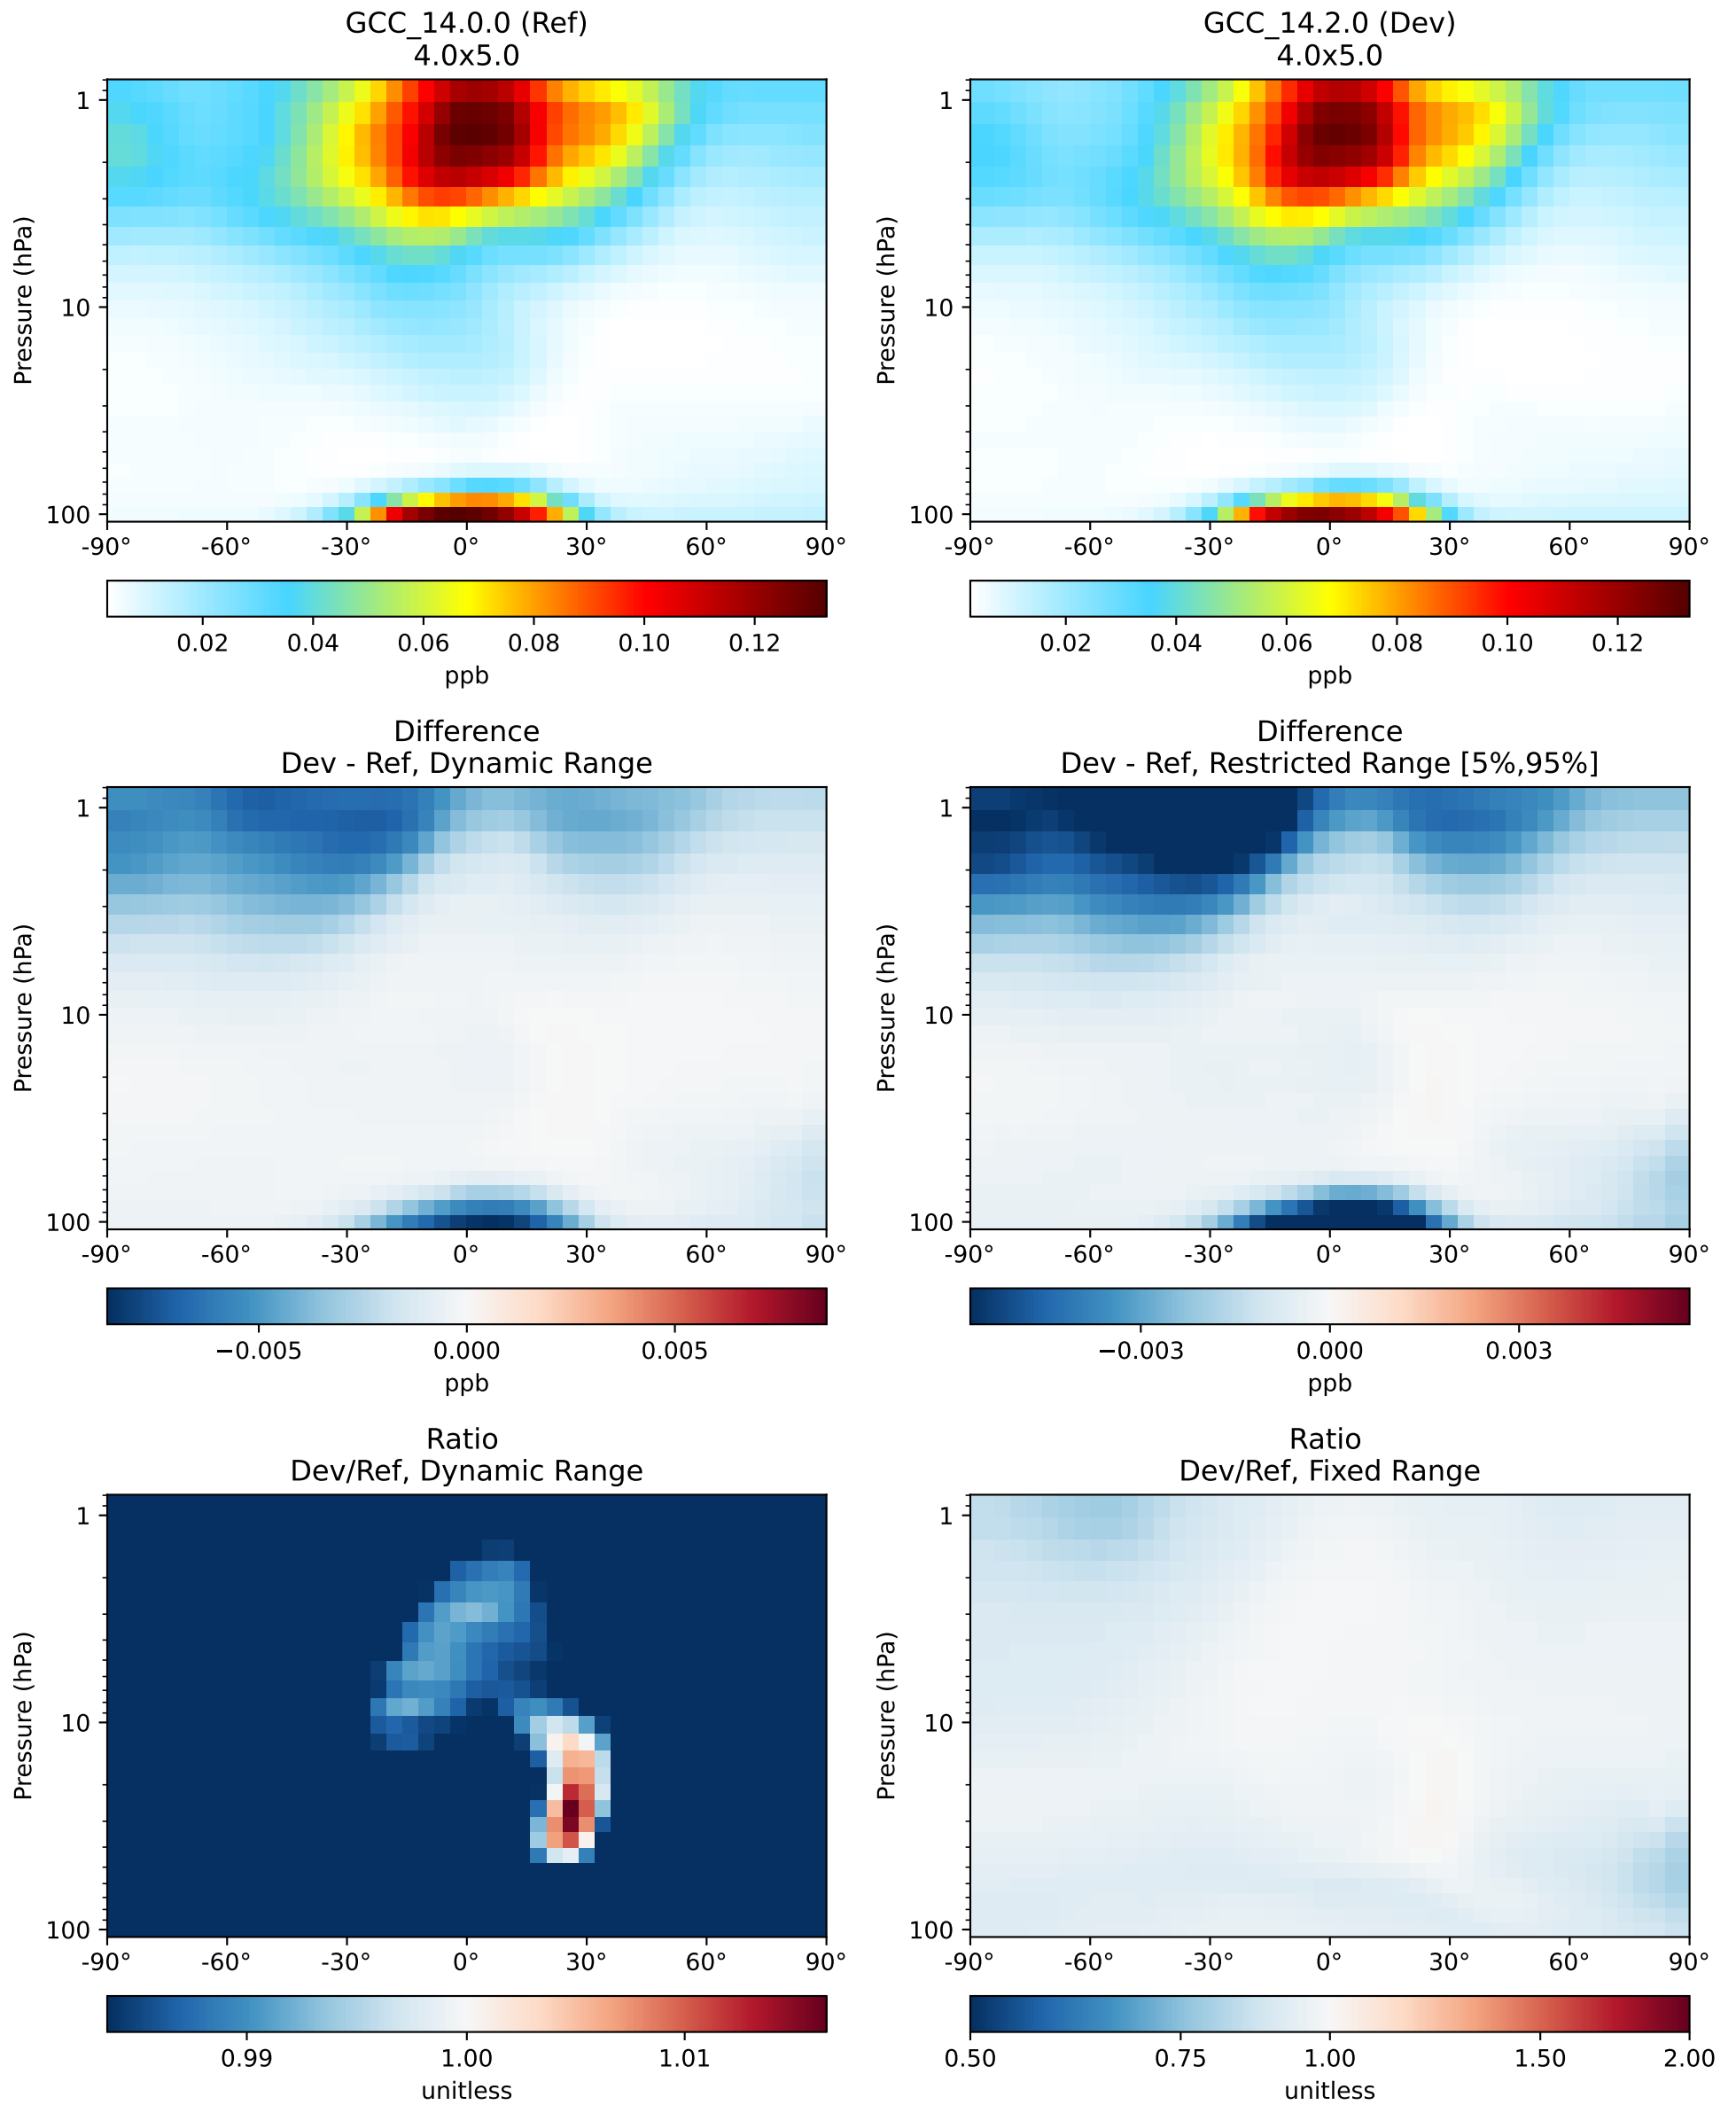 GCC_14.0.0 (Ref)
4.0x5.0
Pressure (hPa)
1
10
100
-90° -60° -30° 0° 30° 60° 90°
0.02 0.04 0.06 0.08 0.10 0.12
ppb
GCC_14.2.0 (Dev)
4.0x5.0
Pressure (hPa)
1
10
100
-90° -60° -30° 0° 30° 60° 90°
0.02 0.04 0.06 0.08 0.10 0.12
ppb
Difference
Dev - Ref, Dynamic Range
Pressure (hPa)
1
10
100
-90° -60° -30° 0° 30° 60° 90°
−0.005 0.000 0.005
ppb
Difference
Dev - Ref, Restricted Range [5%,95%]
Pressure (hPa)
1
10
100
-90° -60° -30° 0° 30° 60° 90°
−0.003 0.000 0.003
ppb
Ratio
Dev/Ref, Dynamic Range
Pressure (hPa)
1
10
100
-90° -60° -30° 0° 30° 60° 90°
0.99 1.00 1.01
unitless
Ratio
Dev/Ref, Fixed Range
Pressure (hPa)
1
10
100
-90° -60° -30° 0° 30° 60° 90°
0.50 0.75 1.00 1.50 2.00
unitless